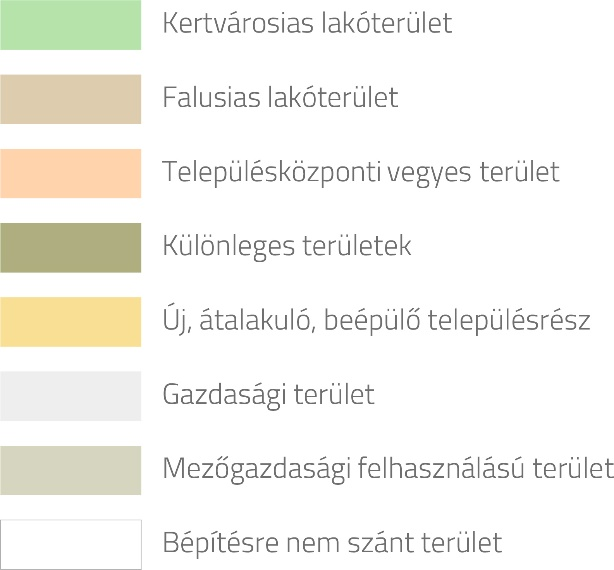 Kertvárosias lakóterület
Falusias lakóterület
Településközponti vegyes terület
Különleges területek
Új, átalakuló, beépülő településrész
Gazdasági terület
Mezőgazdasági felhasználású terület
Bépítésre nem szánt terület